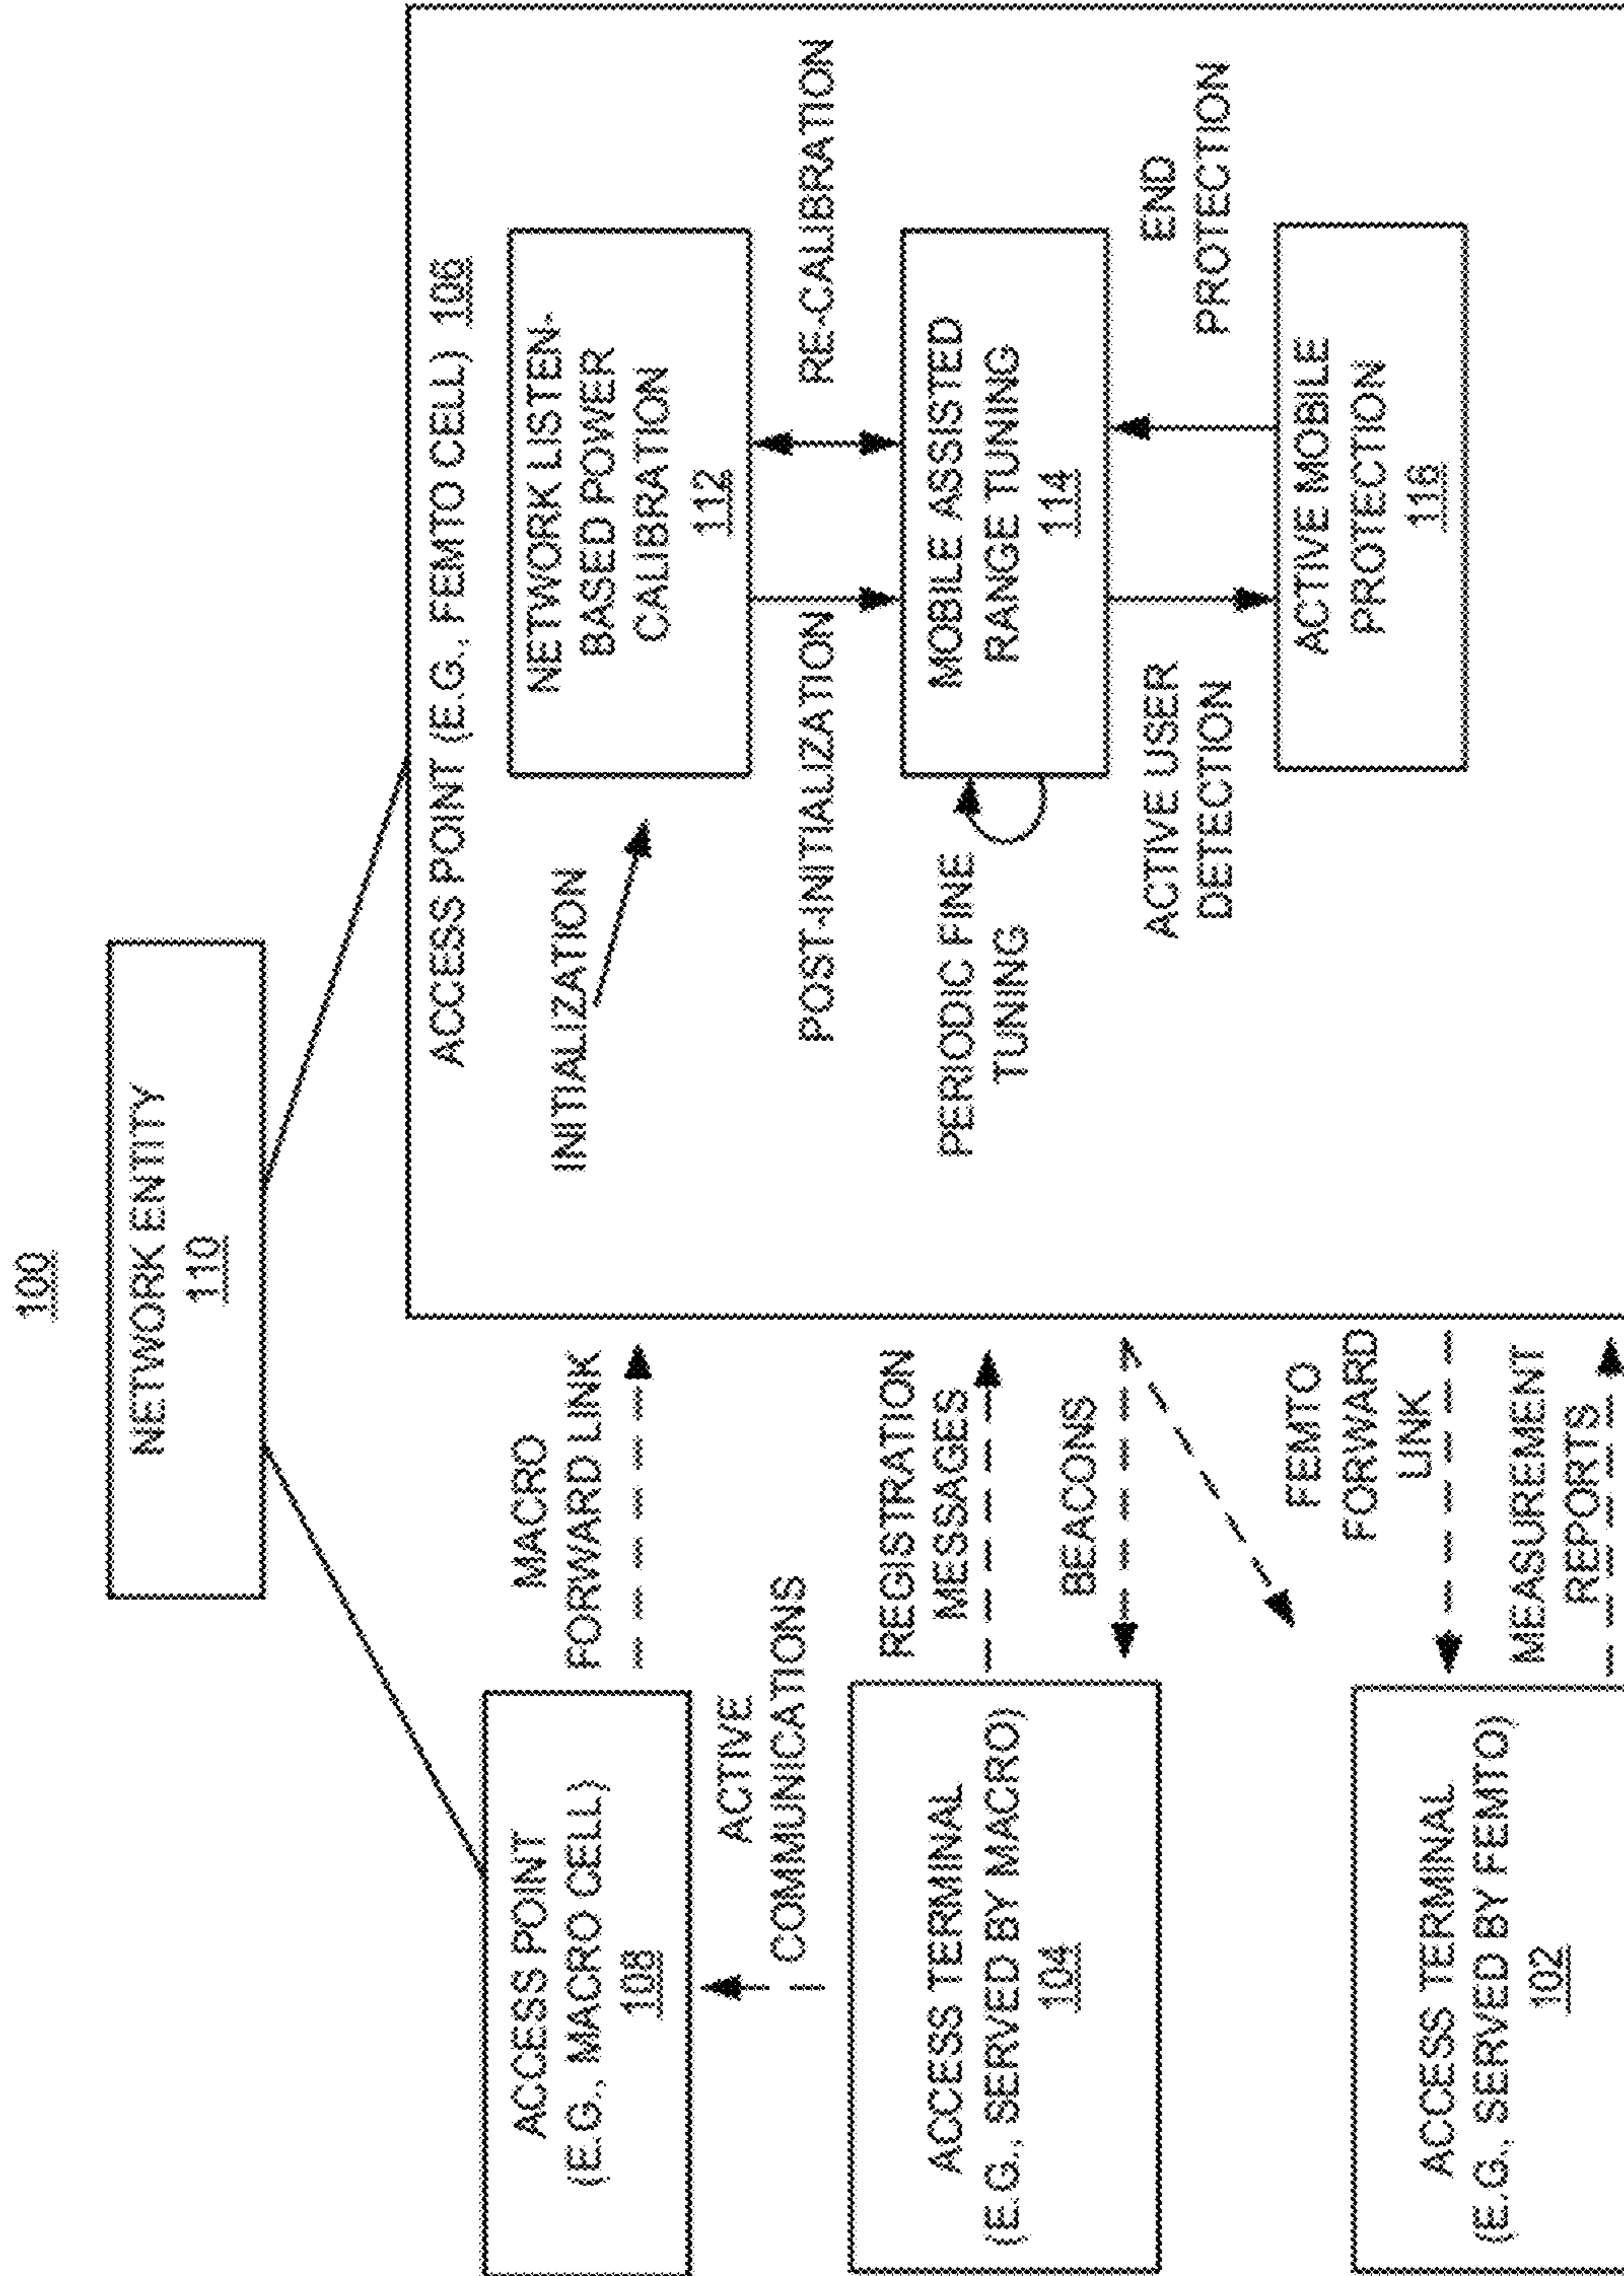 100
NETWORK ENTITY
110
ACCESS POINT
(E.G., MACRO CELL)
108
MACRO
FORWARD LINK
ACTIVE
COMMUNICATIONS
ACCESS TERMINAL
(E.G., SERVED BY MACRO)
104
REGISTRATION
MESSAGES
BEACONS
FEMTO
FORWARD
LINK
ACCESS TERMINAL
(E.G., SERVED BY FEMTO)
102
MEASUREMENT
REPORTS
ACCESS POINT (E.G., FEMTO CELL) 106
INITIALIZATION
NETWORK LISTEN-
BASED POWER
CALIBRATION
112
POST-INITIALIZATION
RE-CALIBRATION
PERIODIC FINE
TUNING
MOBILE ASSISTED
RANGE TUNING
114
ACTIVE USER
DETECTION
END
PROTECTION
ACTIVE MOBILE
PROTECTION
116